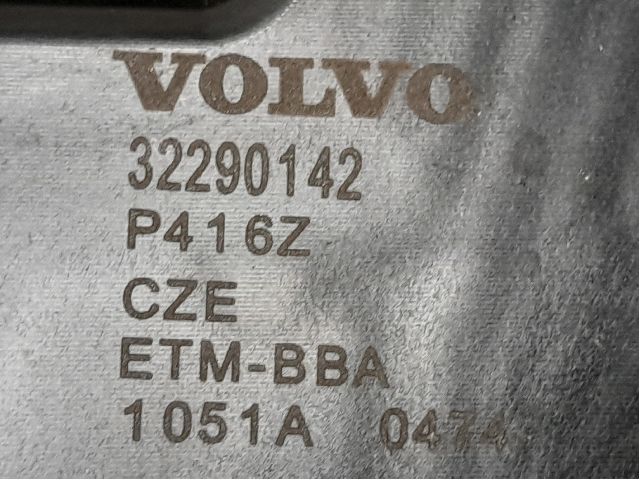 VOLVO
32290142
P416Z
CZE
ETM-BBA
1051A 0474